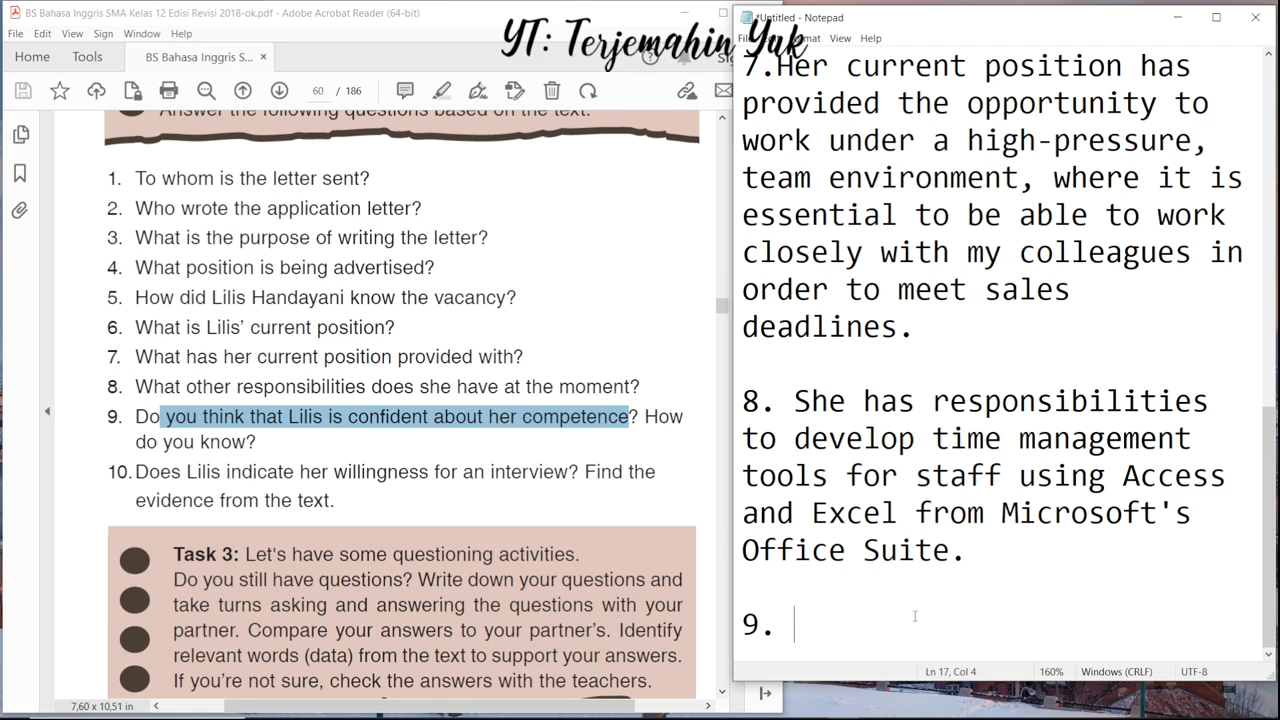 BS Bahasa Inggris SMA Kelas 12 Edisi Revisi 2018-ok.pdf - Adobe Acrobat Reader (64-bit)
File Edit View Sign Window Help
Home Tools BS Bahasa Inggris S... ×
60 / 186
YT: Terjemahin Yuk
Answer the following questions based on the text.
1. To whom is the letter sent?
2. Who wrote the application letter?
3. What is the purpose of writing the letter?
4. What position is being advertised?
5. How did Lilis Handayani know the vacancy?
6. What is Lilis' current position?
7. What has her current position provided with?
8. What other responsibilities does she have at the moment?
9. Do you think that Lilis is confident about her competence? How
do you know?
10. Does Lilis indicate her willingness for an interview? Find the
evidence from the text.
Task 3: Let's have some questioning activities.
Do you still have questions? Write down your questions and
take turns asking and answering the questions with your
partner. Compare your answers to your partner's. Identify
relevant words (data) from the text to support your answers.
If you're not sure, check the answers with the teachers.
7,60 x 10,51 in
*Untitled - Notepad
Format View Help
7.Her current position has
provided the opportunity to
work under a high-pressure,
team environment, where it is
essential to be able to work
closely with my colleagues in
order to meet sales
deadlines.
8. She has responsibilities
to develop time management
tools for staff using Access
and Excel from Microsoft's
Office Suite.
9.
Ln 17, Col 4 160% Windows (CRLF) UTF-8